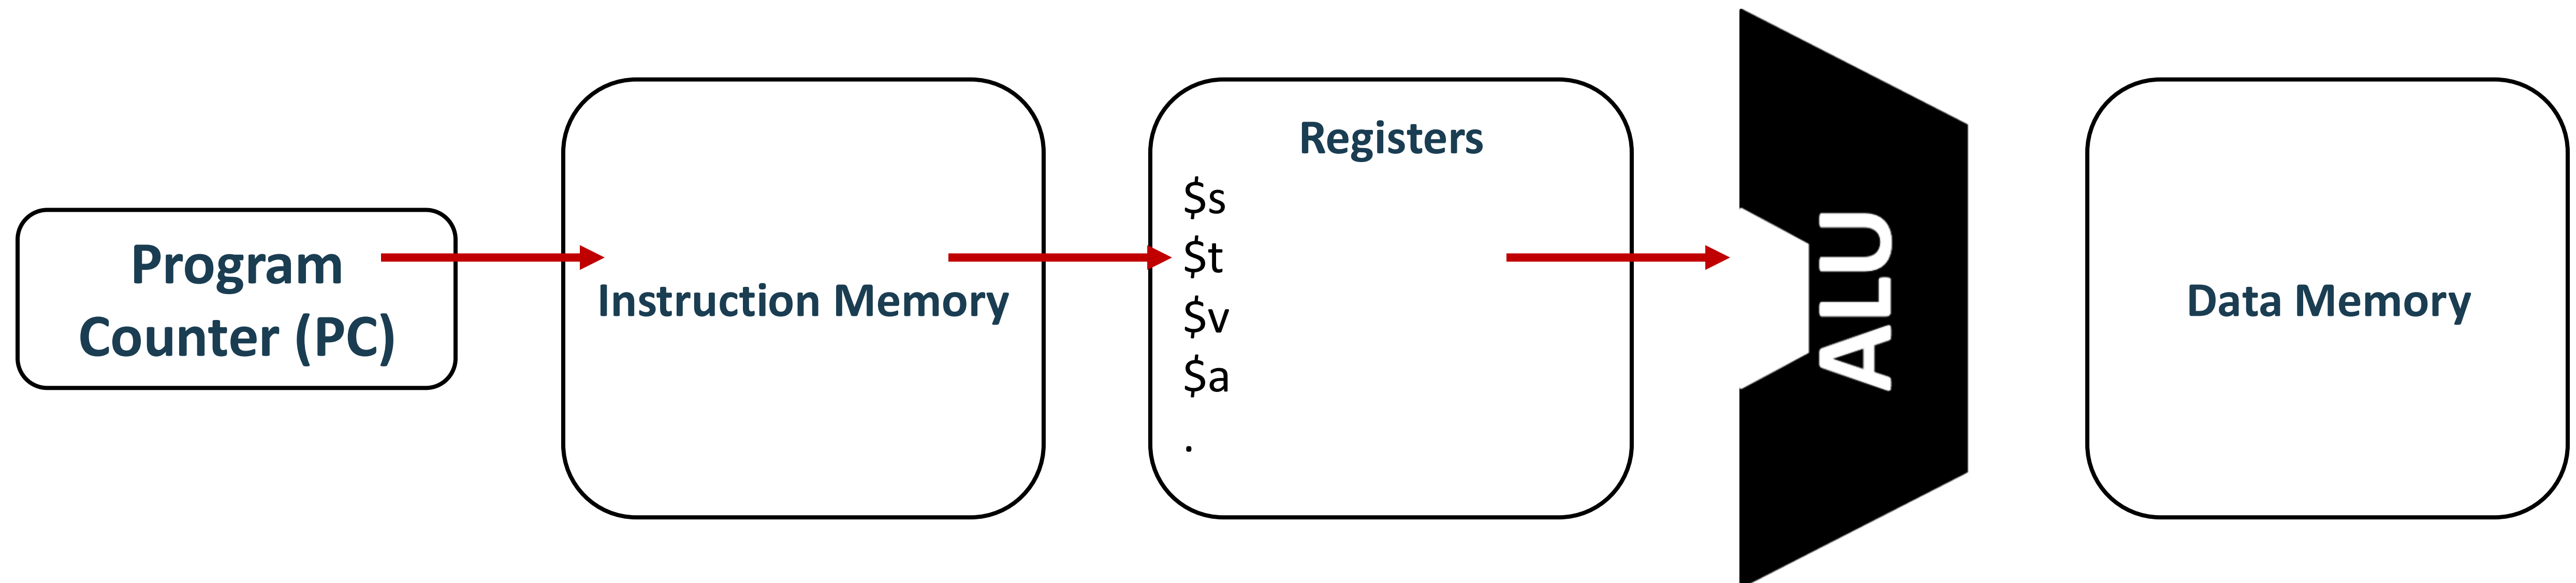 Program
Counter (PC)
Instruction Memory
Registers
$s
$t
$v
$a
.
ALU
Data Memory